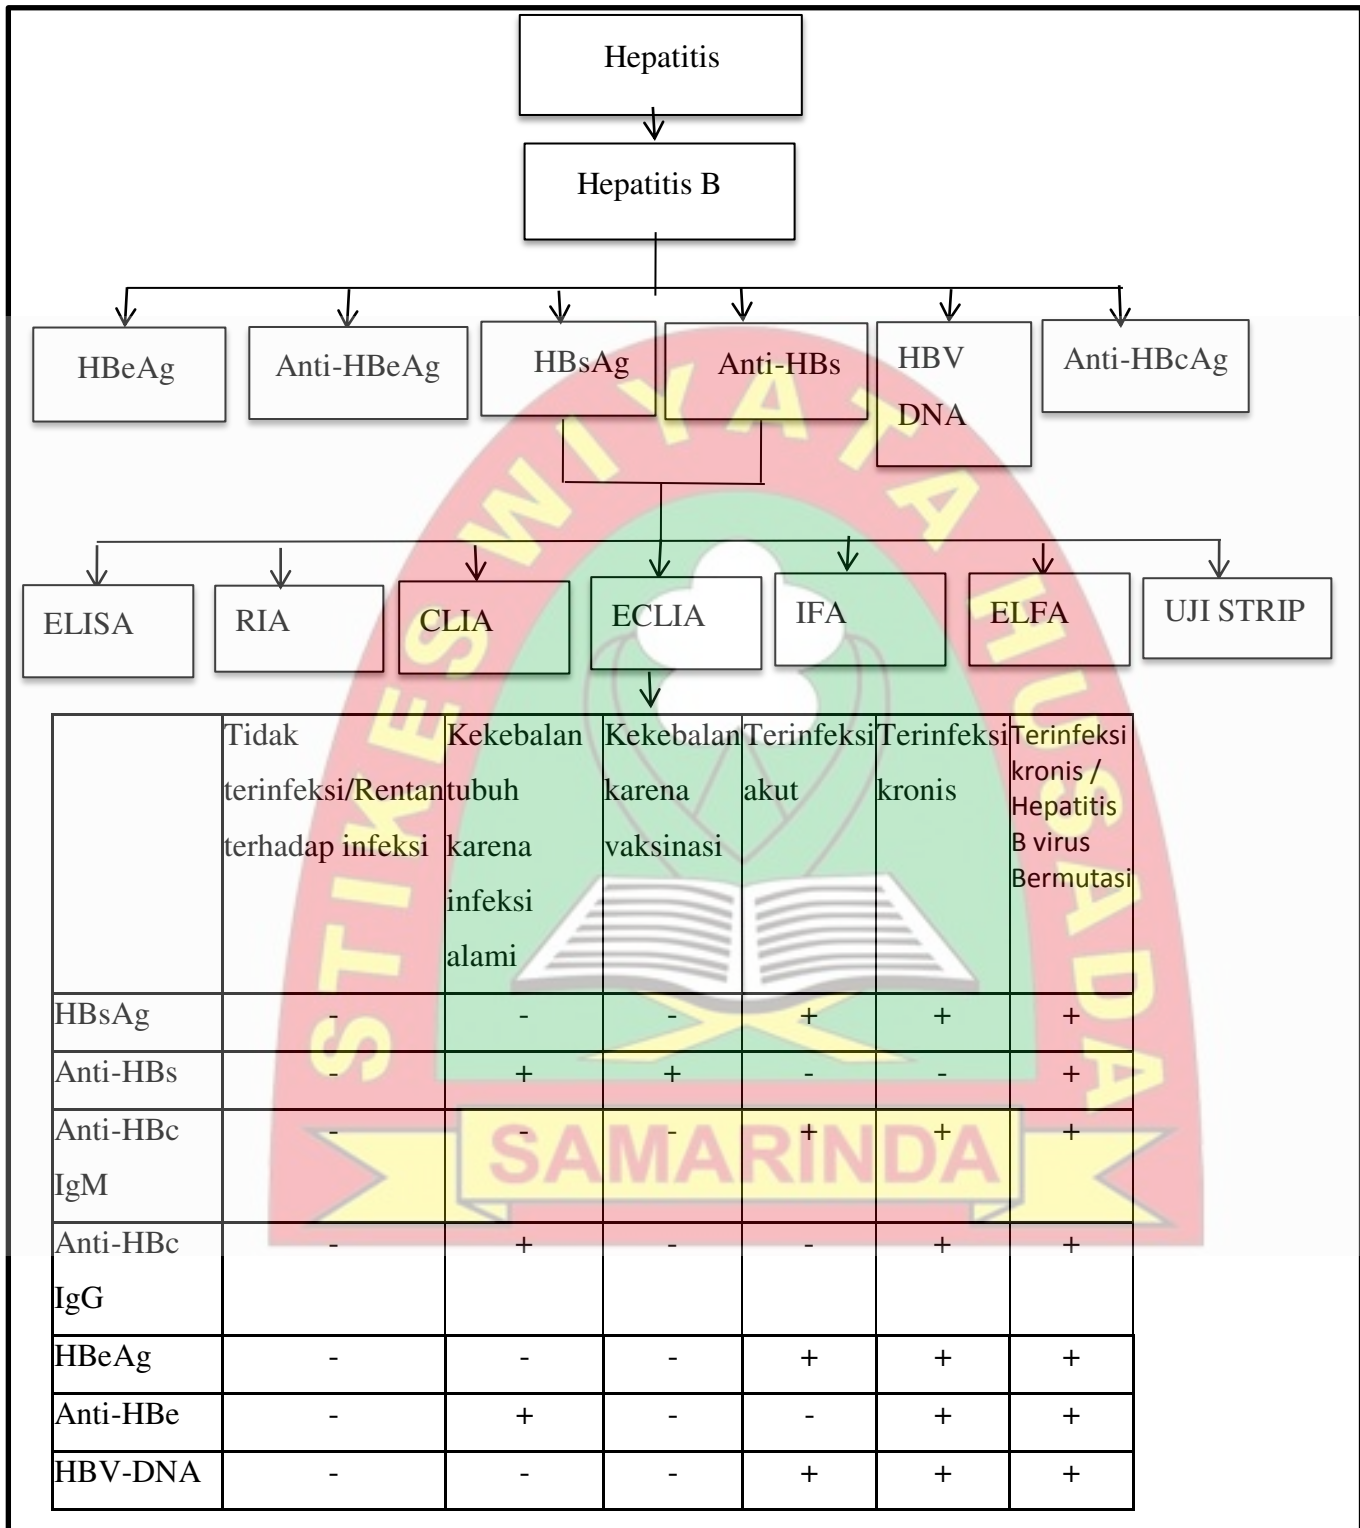 Hepatitis
Hepatitis B
HBeAg
Anti-HBeAg
HBsAg
Anti-HBs
HBV
DNA
Anti-HBcAg
ELISA
RIA
CLIA
ECLIA
IFA
ELFA
UJI STRIP
Tidak
terinfeksi/Rentan
terhadap infeksi
Kekebalan
tubuh
karena
infeksi
alami
Kekebalan
karena
vaksinasi
Terinfeksi
akut
Terinfeksi
kronis
Terinfeksi
kronis /
Hepatitis
B virus
Bermutasi
HBsAg - - - + + +
Anti-HBs - + + - - +
Anti-HBc - - - + + +
IgM
Anti-HBc - + - - + +
IgG
HBeAg - - - + + +
Anti-HBe - + - - + +
HBV-DNA - - - + + +
STIKES WIYATA HUSADA
SAMARINDA